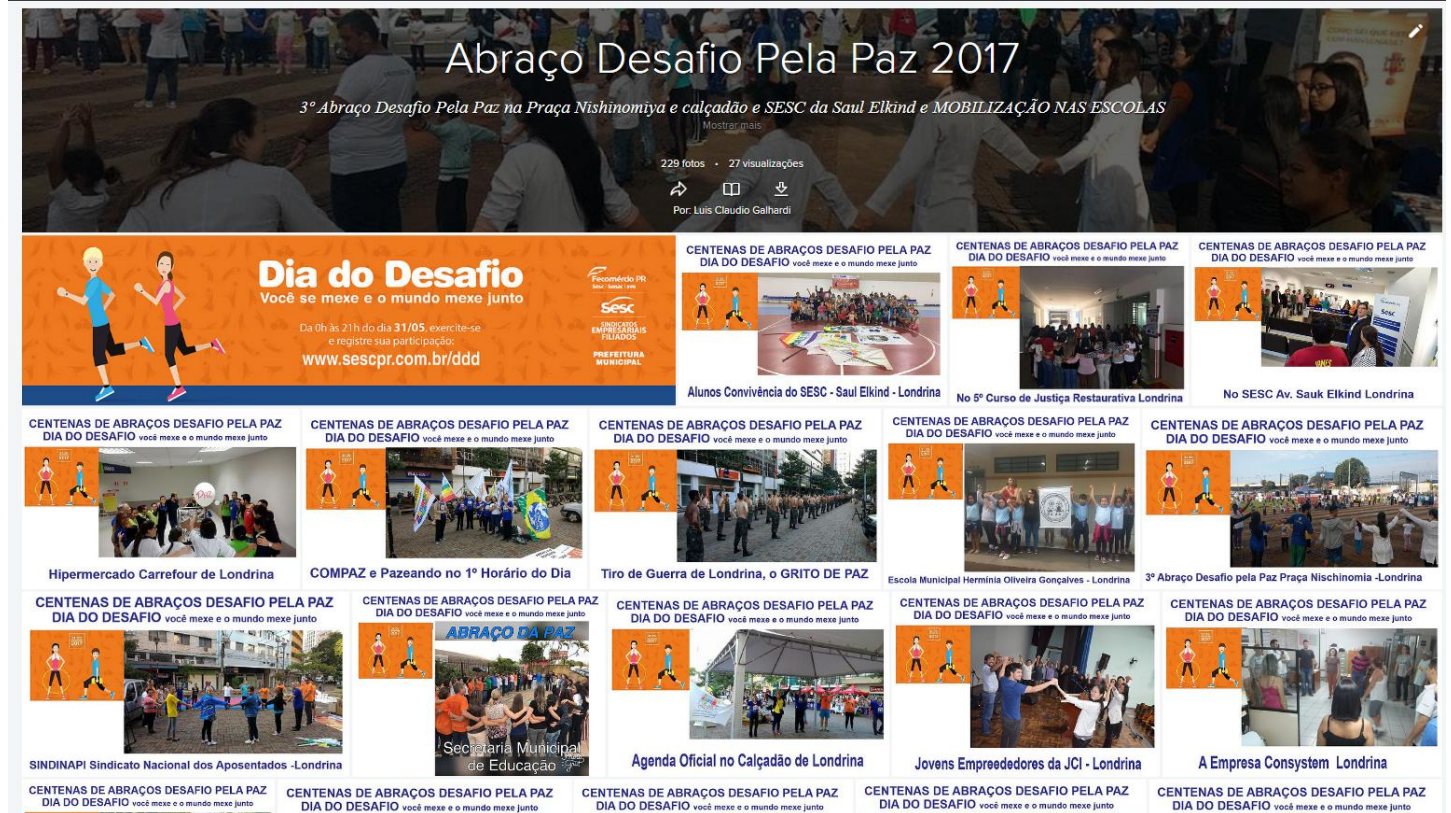 Abraço Desafio Pela Paz 2017
3º Abraço Desafio Pela Paz na Praça Nishinomiya e calçadão e SESC da Saul Elkind e MOBILIZAÇÃO NAS ESCOLAS
Mostrar mais
229 fotos • 27 visualizações
Por: Luis Claudio Galhardi
Dia do Desafio
Você se mexe e o mundo mexe junto
Da 0h às 21h do dia 31/05, exercite-se
e registre sua participação:
www.sescpr.com.br/ddd
Fecomércio PR
Sesc
SINDICATOS
EMPRESARIAIS
FILIADOS
PREFEITURA
MUNICIPAL
CENTENAS DE ABRAÇOS DESAFIO PELA PAZ
DIA DO DESAFIO você mexe e o mundo mexe junto
Alunos Convivência do SESC - Saul Elkind - Londrina
CENTENAS DE ABRAÇOS DESAFIO PELA PAZ
DIA DO DESAFIO você mexe e o mundo mexe junto
No 5º Curso de Justiça Restaurativa Londrina
CENTENAS DE ABRAÇOS DESAFIO PELA PAZ
DIA DO DESAFIO você mexe e o mundo mexe junto
Sesc
No SESC Av. Sauk Elkind Londrina
CENTENAS DE ABRAÇOS DESAFIO PELA PAZ
DIA DO DESAFIO você mexe e o mundo mexe junto
Hipermercado Carrefour de Londrina
CENTENAS DE ABRAÇOS DESAFIO PELA PAZ
DIA DO DESAFIO você mexe e o mundo mexe junto
COMPAZ e Pazeando no 1º Horário do Dia
CENTENAS DE ABRAÇOS DESAFIO PELA PAZ
DIA DO DESAFIO você mexe e o mundo mexe junto
Tiro de Guerra de Londrina, o GRITO DE PAZ
CENTENAS DE ABRAÇOS DESAFIO PELA PAZ
DIA DO DESAFIO você mexe e o mundo mexe junto
Escola Municipal Hermínia Oliveira Gonçalves - Londrina
CENTENAS DE ABRAÇOS DESAFIO PELA PAZ
DIA DO DESAFIO você mexe e o mundo mexe junto
3º Abraço Desafio pela Paz Praça Nischinomia -Londrina
CENTENAS DE ABRAÇOS DESAFIO PELA PAZ
DIA DO DESAFIO você mexe e o mundo mexe junto
SINDINAPI Sindicato Nacional dos Aposentados -Londrina
CENTENAS DE ABRAÇOS DESAFIO PELA PAZ
DIA DO DESAFIO você mexe e o mundo mexe junto
ABRAÇO DA PAZ
Secretaria Municipal
de Educação
CENTENAS DE ABRAÇOS DESAFIO PELA PAZ
DIA DO DESAFIO você mexe e o mundo mexe junto
Agenda Oficial no Calçadão de Londrina
CENTENAS DE ABRAÇOS DESAFIO PELA PAZ
DIA DO DESAFIO você mexe e o mundo mexe junto
Jovens Empreededores da JCI - Londrina
CENTENAS DE ABRAÇOS DESAFIO PELA PAZ
DIA DO DESAFIO você mexe e o mundo mexe junto
A Empresa Consystem Londrina
CENTENAS DE ABRAÇOS DESAFIO PELA PAZ
DIA DO DESAFIO você mexe e o mundo mexe junto
CENTENAS DE ABRAÇOS DESAFIO PELA PAZ
DIA DO DESAFIO você mexe e o mundo mexe junto
CENTENAS DE ABRAÇOS DESAFIO PELA PAZ
DIA DO DESAFIO você mexe e o mundo mexe junto
CENTENAS DE ABRAÇOS DESAFIO PELA PAZ
DIA DO DESAFIO você mexe e o mundo mexe junto
CENTENAS DE ABRAÇOS DESAFIO PELA PAZ
DIA DO DESAFIO você mexe e o mundo mexe junto